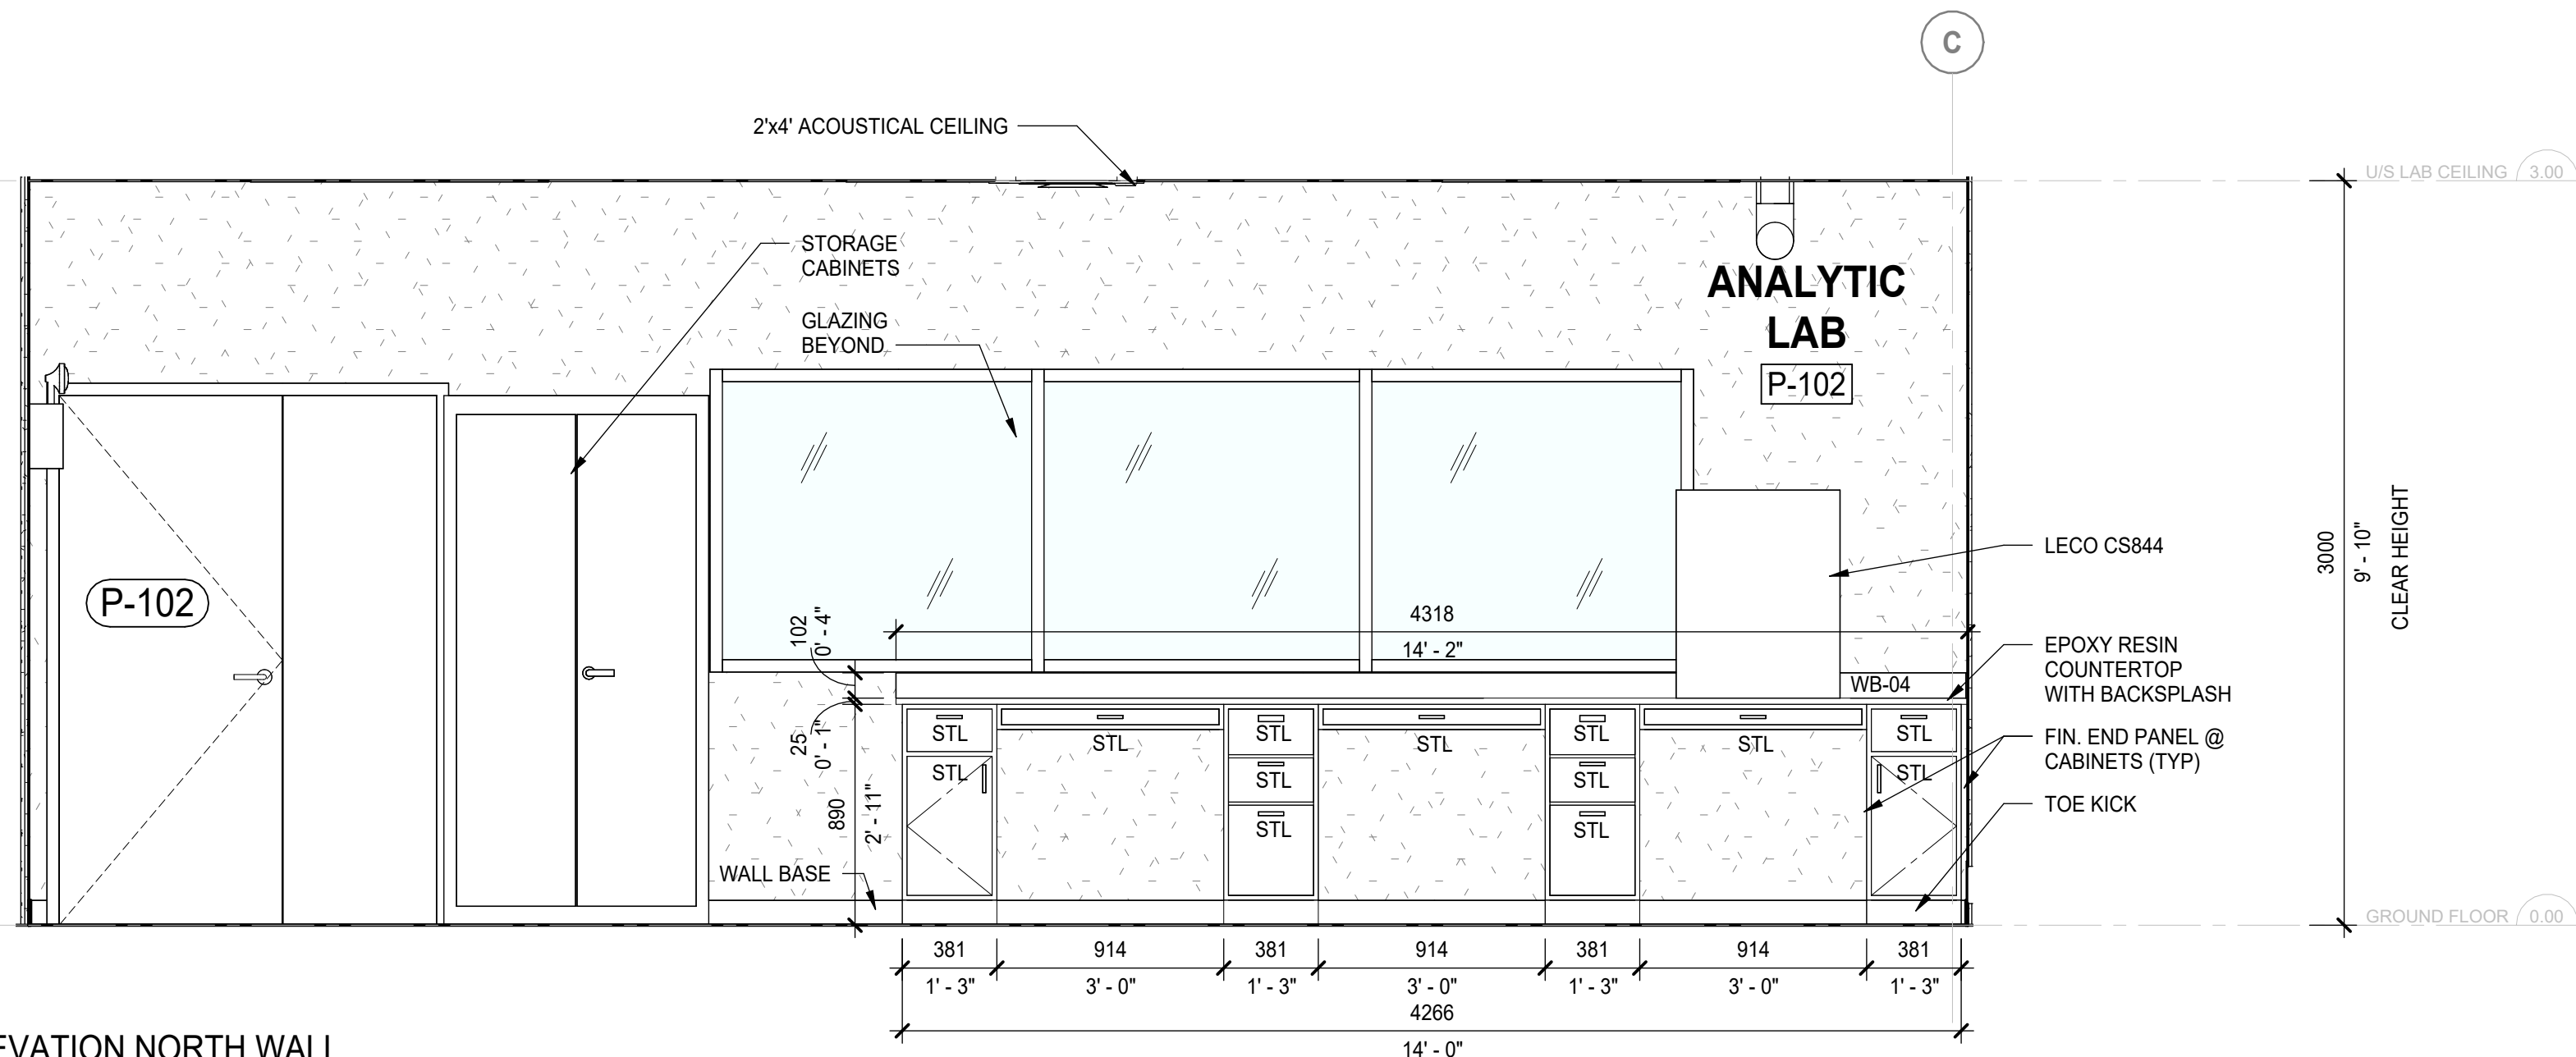 C
2'x4' ACOUSTICAL CEILING
U/S LAB CEILING 3.00
STORAGE
CABINETS
GLAZING
BEYOND
ANALYTIC
LAB
P-102
P-102
LECO CS844
3000
9' - 10"
CLEAR HEIGHT
4318
14' - 2"
102
0' - 4"
25
0' - 1"
890
2' - 11"
EPOXY RESIN
COUNTERTOP
WITH BACKSPLASH
WB-04
FIN. END PANEL @
CABINETS (TYP)
TOE KICK
STL STL STL STL STL STL STL
STL STL STL STL
STL STL
WALL BASE
GROUND FLOOR 0.00
381 914 381 914 381 914 381
1' - 3" 3' - 0" 1' - 3" 3' - 0" 1' - 3" 3' - 0" 1' - 3"
4266
14' - 0"
EVATION NORTH WALL